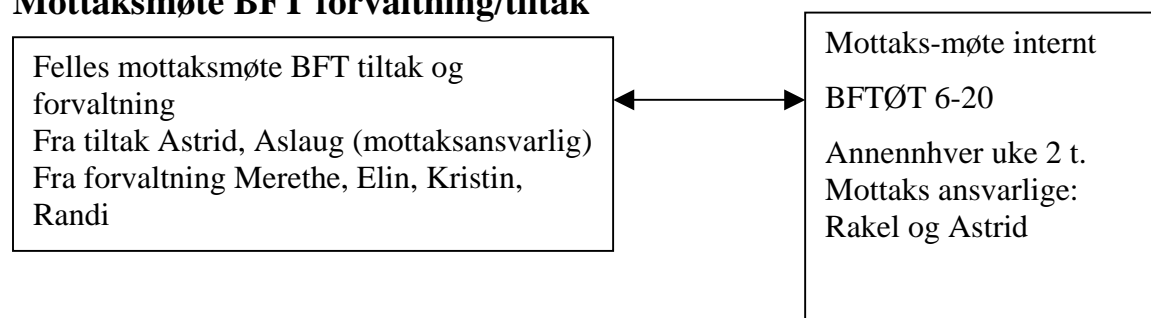 Mottaksmøte BFT forvaltning/tiltak
Felles mottaksmøte BFT tiltak og
forvaltning
Fra tiltak Astrid, Aslaug (mottaksansvarlig)
Fra forvaltning Merethe, Elin, Kristin,
Randi
Mottaks-møte internt
BFTØT 6-20
Annennhver uke 2 t.
Mottaks ansvarlige:
Rakel og Astrid